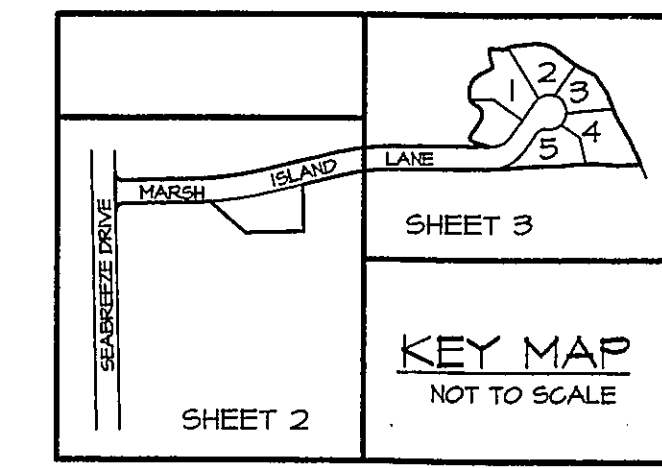 1
2
3
4
5
MARSH ISLAND LANE
SEABREEZE DRIVE
SHEET 3
KEY MAP
NOT TO SCALE
SHEET 2